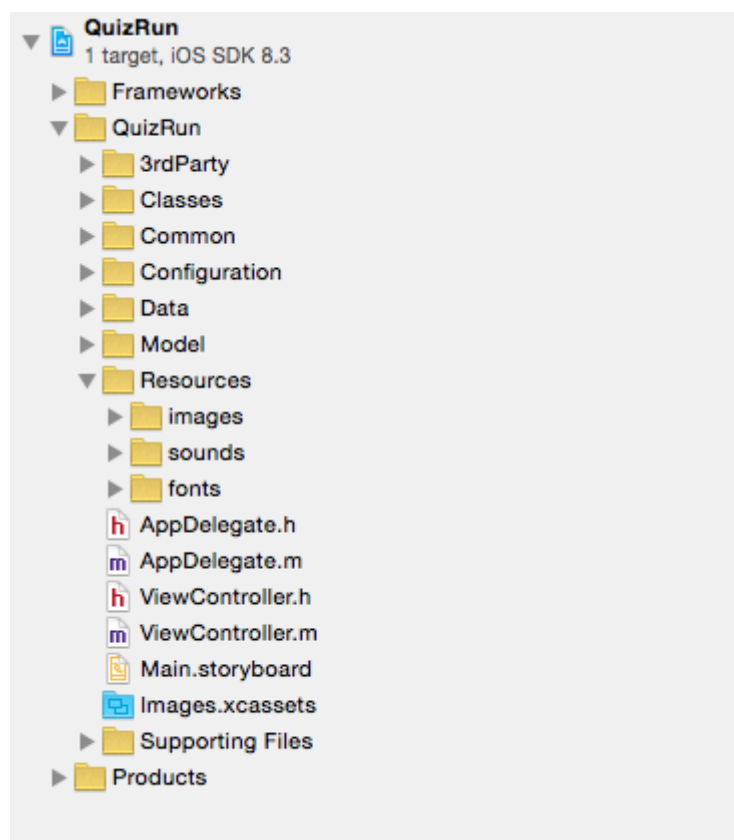 QuizRun
1 target, iOS SDK 8.3
Frameworks
QuizRun
3rdParty
Classes
Common
Configuration
Data
Model
Resources
images
sounds
fonts
h AppDelegate.h
m AppDelegate.m
h ViewController.h
m ViewController.m
Main.storyboard
Images.xcassets
Supporting Files
Products